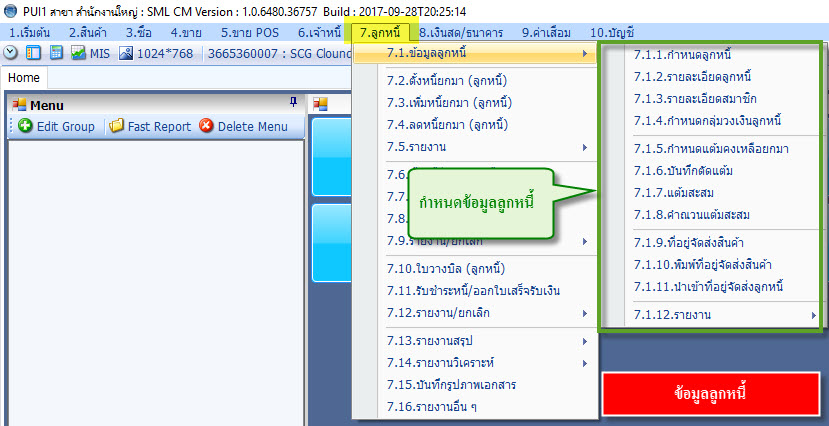 PUI1 สาขา สำนักงานใหญ่ : SML CM Version : 1.0.6480.36757 Build : 2017-09-28T20:25:14
1.เริ่มต้น 2.สินค้า 3.ซื้อ 4.ขาย 5.ขาย POS 6.เจ้าหนี้ 7.ลูกหนี้ 8.เงินสด/ธนาคาร 9.ค่าเสื่อม 10.บัญชี
MIS 1024*768 3665360007 : SCG Clound
Home
Menu
Edit Group Fast Report Delete Menu
7.1.ข้อมูลลูกหนี้
7.2.ตั้งหนี้ยกมา (ลูกหนี้)
7.3.เพิ่มหนี้ยกมา (ลูกหนี้)
7.4.ลดหนี้ยกมา (ลูกหนี้)
7.5.รายงาน
7.6.
7.7.
7.8.
7.9.รายงาน/ยกเลิก
7.10.ใบวางบิล (ลูกหนี้)
7.11.รับชำระหนี้/ออกใบเสร็จรับเงิน
7.12.รายงาน/ยกเลิก
7.13.รายงานสรุป
7.14.รายงานวิเคราะห์
7.15.บันทึกรูปภาพเอกสาร
7.16.รายงานอื่น ๆ
กำหนดข้อมูลลูกหนี้
7.1.1.กำหนดลูกหนี้
7.1.2.รายละเอียดลูกหนี้
7.1.3.รายละเอียดสมาชิก
7.1.4.กำหนดกลุ่มวงเงินลูกหนี้
7.1.5.กำหนดแต้มคงเหลือยกมา
7.1.6.บันทึกตัดแต้ม
7.1.7.แต้มสะสม
7.1.8.คำณวนแต้มสะสม
7.1.9.ที่อยู่จัดส่งสินค้า
7.1.10.พิมพ์ที่อยู่จัดส่งสินค้า
7.1.11.นำเข้าที่อยู่จัดส่งลูกหนี้
7.1.12.รายงาน
ข้อมูลลูกหนี้